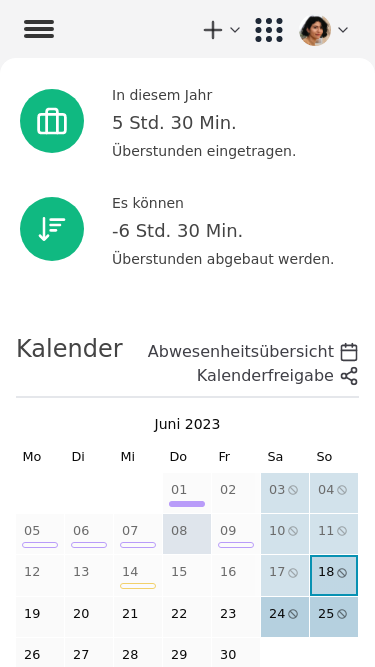 In diesem Jahr
5 Std. 30 Min.
Überstunden eingetragen.
Es können
-6 Std. 30 Min.
Überstunden abgebaut werden.
Kalender
Abwesenheitsübersicht
Kalenderfreigabe
Juni 2023
Mo Di Mi Do Fr Sa So
01 02 03 04
05 06 07 08 09 10 11
12 13 14 15 16 17 18
19 20 21 22 23 24 25
26 27 28 29 30